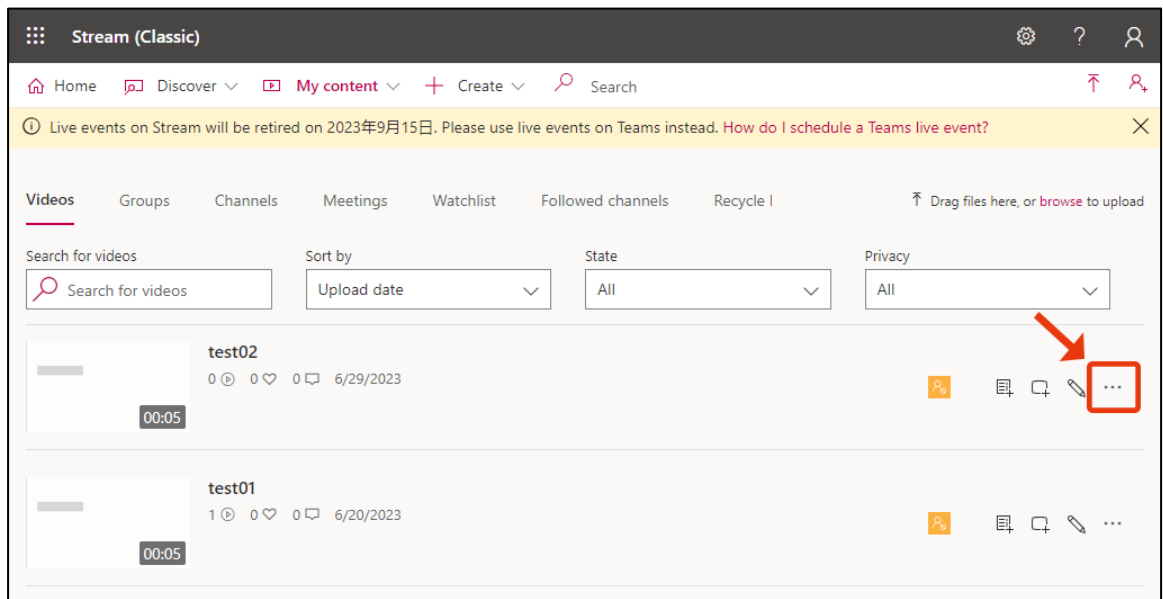 Stream (Classic)
?
Home Discover My content Create Search
Live events on Stream will be retired on 2023年9月15日. Please use live events on Teams instead. How do I schedule a Teams live event?
Videos Groups Channels Meetings Watchlist Followed channels Recycle Drag files here, or browse to upload
Search for videos Sort by State Privacy
Search for videos Upload date All All
test02
0 0 0 6/29/2023
00:05
test01
1 0 0 6/20/2023
00:05